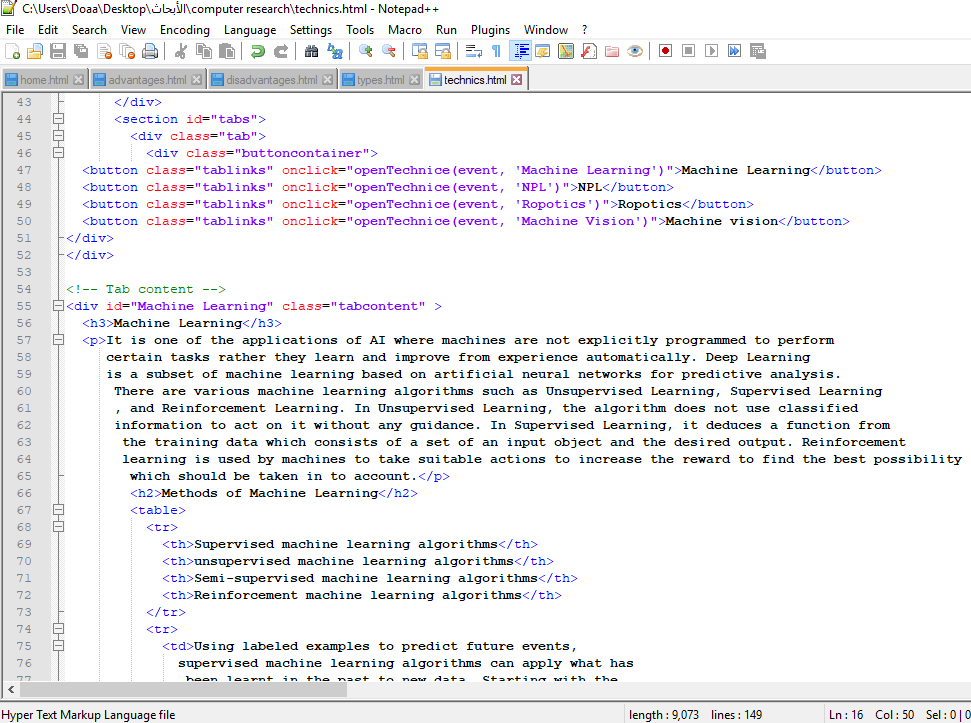 C:\Users\Doaa\Desktop\الأبحاث\computer research\technics.html - Notepad++
File Edit Search View Encoding Language Settings Tools Macro Run Plugins Window ?
home.html advantages.html disadvantages.html types.html technics.html
43 </div>
44 <section id="tabs">
45 <div class="tab">
46 <div class="buttoncontainer">
47 <button class="tablinks" onclick="openTechnice(event, 'Machine Learning')">Machine Learning</button>
48 <button class="tablinks" onclick="openTechnice(event, 'NPL')">NPL</button>
49 <button class="tablinks" onclick="openTechnice(event, 'Ropotics')">Ropotics</button>
50 <button class="tablinks" onclick="openTechnice(event, 'Machine Vision')">Machine vision</button>
51 </div>
52 </div>
53
54 <!-- Tab content -->
55 <div id="Machine Learning" class="tabcontent" >
56 <h3>Machine Learning</h3>
57 <p>It is one of the applications of AI where machines are not explicitly programmed to perform
58 certain tasks rather they learn and improve from experience automatically. Deep Learning
59 is a subset of machine learning based on artificial neural networks for predictive analysis.
60 There are various machine learning algorithms such as Unsupervised Learning, Supervised Learning
61 , and Reinforcement Learning. In Unsupervised Learning, the algorithm does not use classified
62 information to act on it without any guidance. In Supervised Learning, it deduces a function from
63 the training data which consists of a set of an input object and the desired output. Reinforcement
64 learning is used by machines to take suitable actions to increase the reward to find the best possibility
65 which should be taken in to account.</p>
66 <h2>Methods of Machine Learning</h2>
67 <table>
68 <tr>
69 <th>Supervised machine learning algorithms</th>
70 <th>unsupervised machine learning algorithms</th>
71 <th>Semi-supervised machine learning algorithms</th>
72 <th>Reinforcement machine learning algorithms</th>
73 </tr>
74 <tr>
75 <td>Using labeled examples to predict future events,
76 supervised machine learning algorithms can apply what has
77 been learnt in the past to new data. Starting with the
Hyper Text Markup Language file length : 9,073 lines : 149 Ln : 16 Col : 50 Sel : 0 | 0